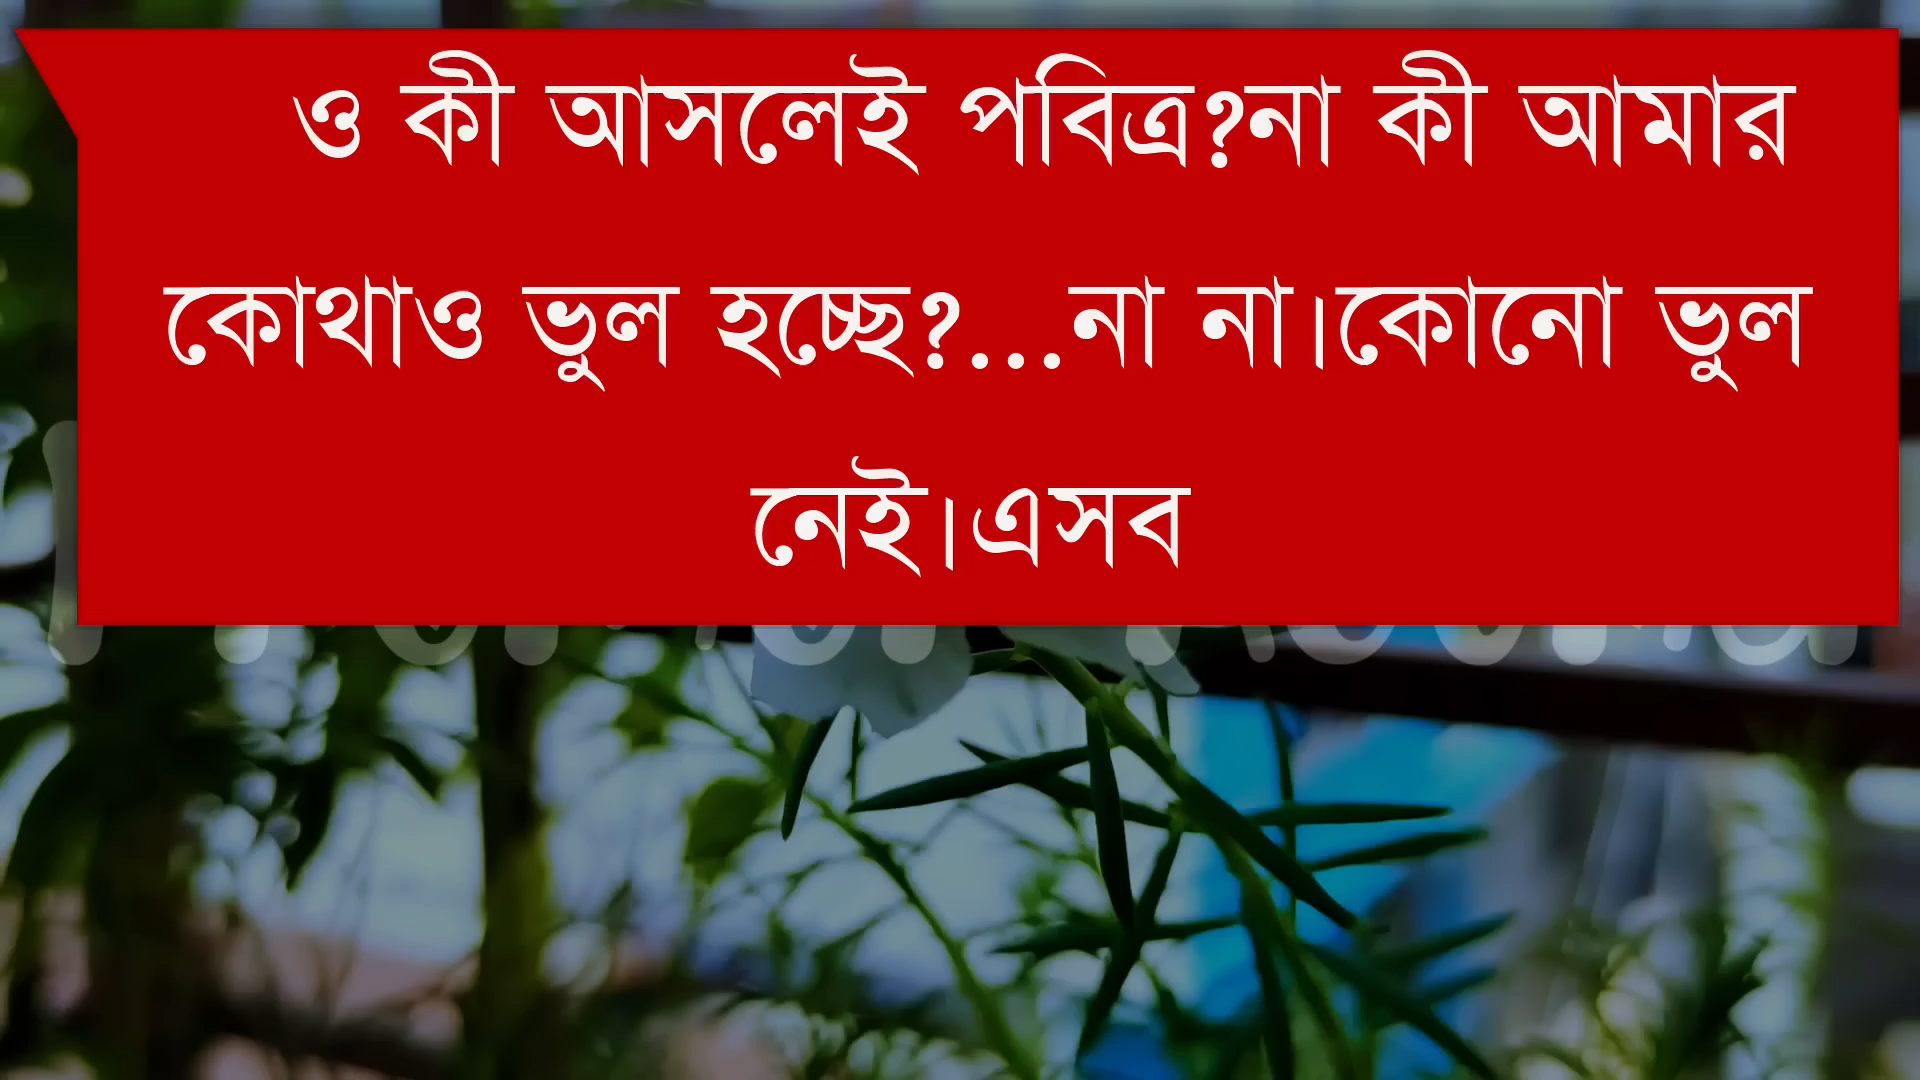 ও কী আসলেই পবিত্র?না কী আমার
কোথাও ভুল হচ্ছে?...না না।কোনো ভুল
নেই।এসব